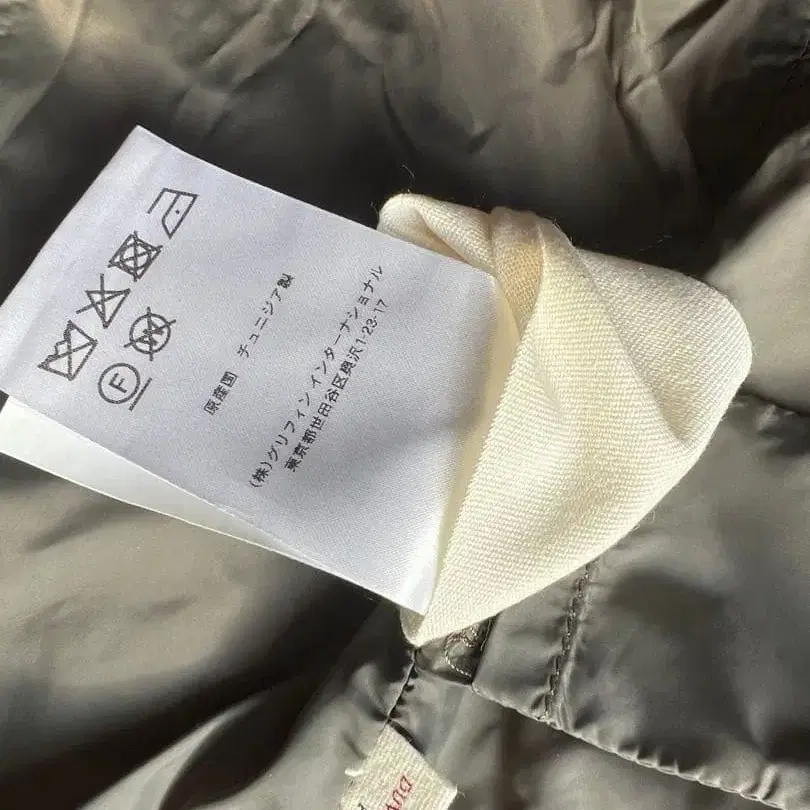 F
W
原産国 チュニジア製
(株)グリフィンインターナショナル
東京都世田谷区奥沢1-23-17
DUV